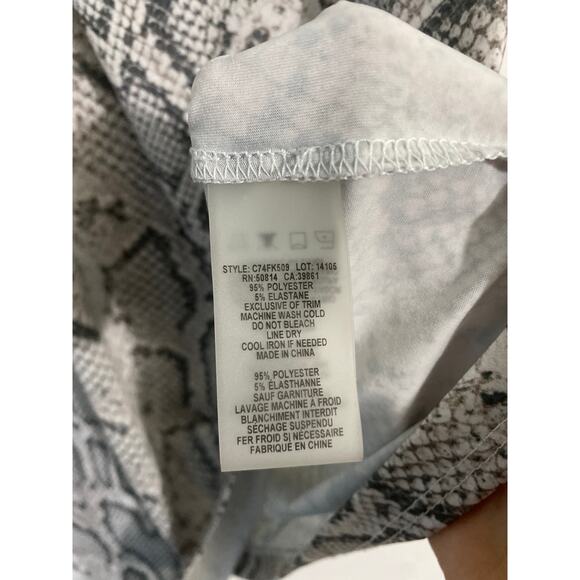 STYLE: C74FK509 LOT: 14105
RN:50814 CA:39861
95% POLYESTER
5% ELASTANE
EXCLUSIVE OF TRIM
MACHINE WASH COLD
DO NOT BLEACH
LINE DRY
COOL IRON IF NEEDED
MADE IN CHINA
95% POLYESTER
5% ÉLASTHANNE
SAUF GARNITURE
LAVAGE MACHINE A FROID
BLANCHIMENT INTERDIT
SÉCHAGE SUSPENDU
FER FROID SI NÉCESSAIRE
FABRIQUÉ EN CHINE